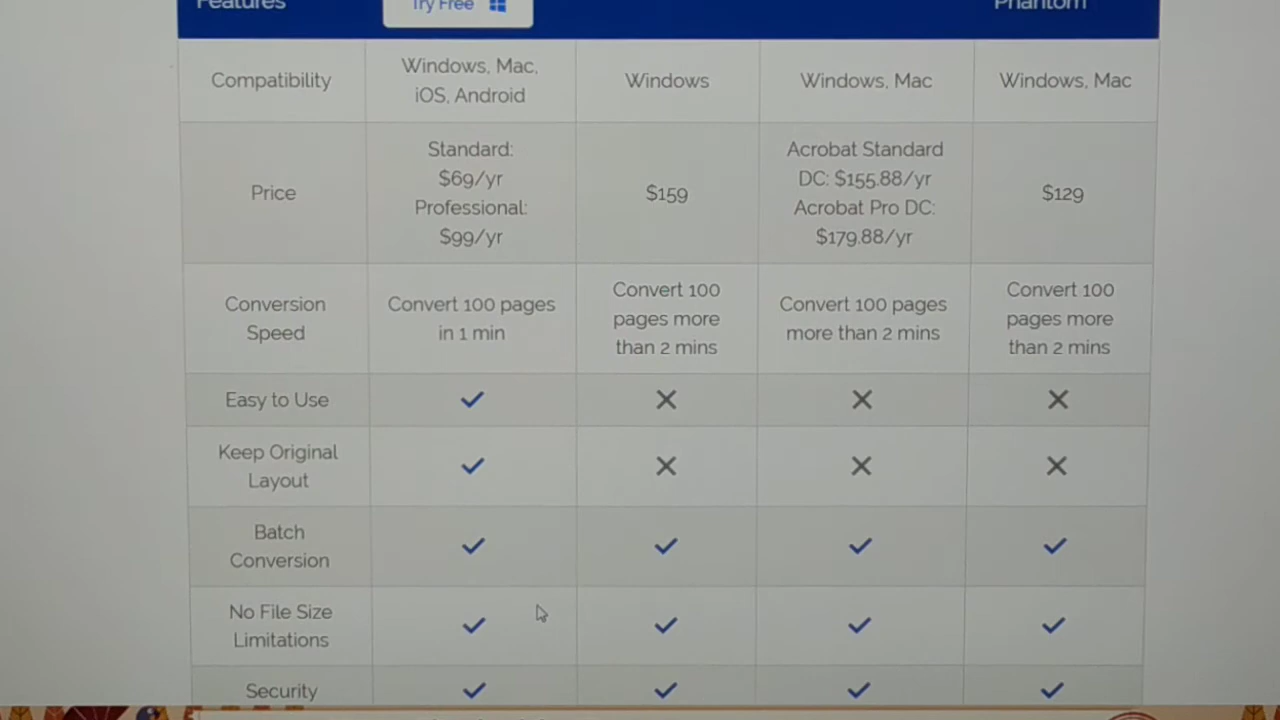 Features
Try Free
Phantom
Compatibility
Windows, Mac,
iOS, Android
Windows
Windows, Mac
Windows, Mac
Price
Standard:
$69/yr
Professional:
$99/yr
$159
Acrobat Standard
DC: $155.88/yr
Acrobat Pro DC:
$179.88/yr
$129
Conversion
Speed
Convert 100 pages
in 1 min
Convert 100
pages more
than 2 mins
Convert 100 pages
more than 2 mins
Convert 100
pages more
than 2 mins
Easy to Use
Keep Original
Layout
Batch
Conversion
No File Size
Limitations
Security